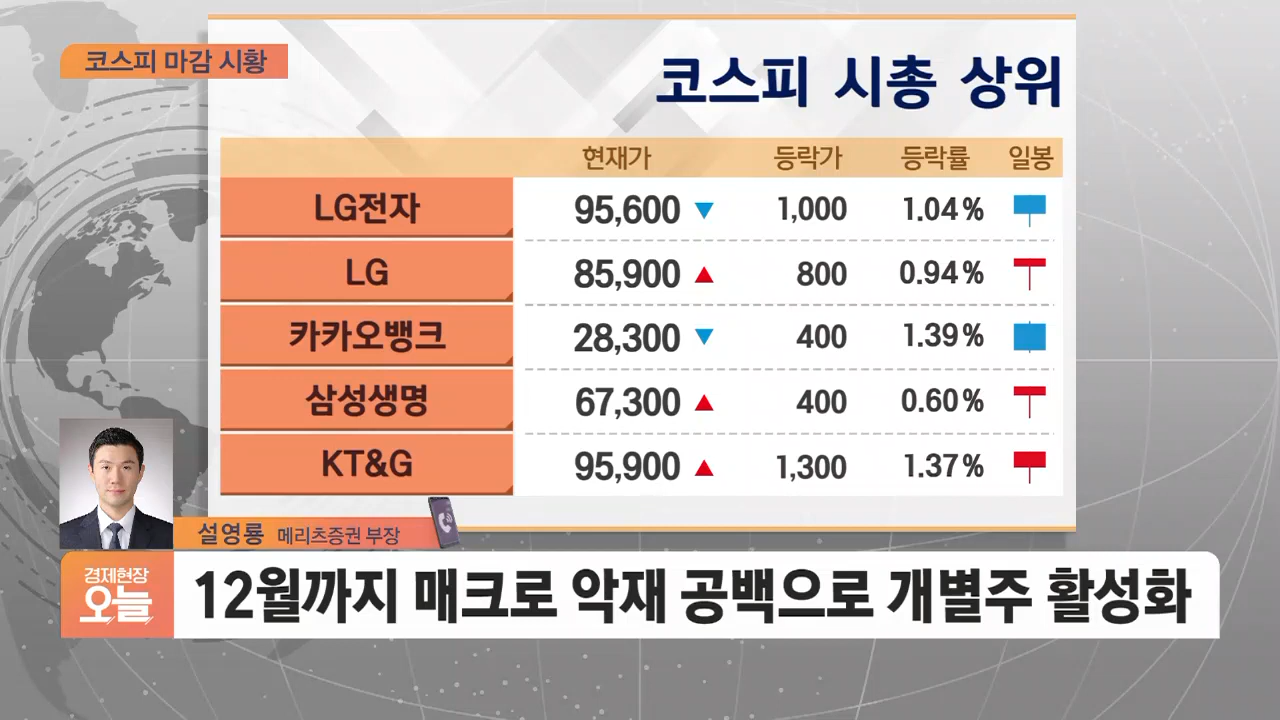 코스피 마감 시황
코스피 시총 상위
현재가 등락가 등락률 일봉
LG전자 95,600 ▼ 1,000 1.04%
LG 85,900 ▲ 800 0.94%
카카오뱅크 28,300 ▼ 400 1.39%
삼성생명 67,300 ▲ 400 0.60%
KT&G 95,900 ▲ 1,300 1.37%
설영룡 메리츠증권 부장
경제현장
오늘
12월까지 매크로 악재 공백으로 개별주 활성화